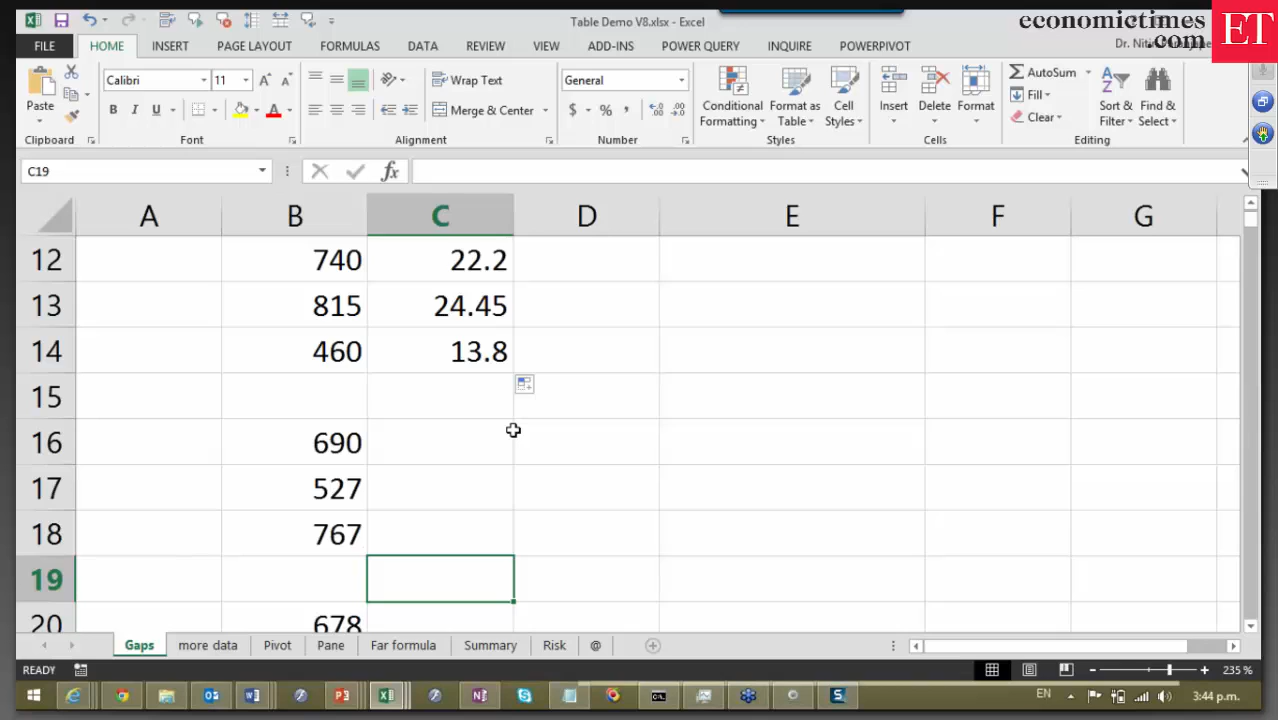 Table Demo V8.xlsx - Excel
economictimes
.com
ET
FILE HOME INSERT PAGE LAYOUT FORMULAS DATA REVIEW VIEW ADD-INS POWER QUERY INQUIRE POWERPIVOT
Calibri 11 Wrap Text General AutoSum
Paste Fill
B I U Merge & Center $ % , Conditional Formatting Format as Table Cell Styles Insert Delete Format Clear Sort & Filter Find & Select
Clipboard Font Alignment Number Styles Cells Editing
C19 fx
A B C D E F G
12 740 22.2
13 815 24.45
14 460 13.8
15
16 690
17 527
18 767
19
20 678
Gaps more data Pivot Pane Far formula Summary Risk @
READY 235 %
EN 3:44 p.m.